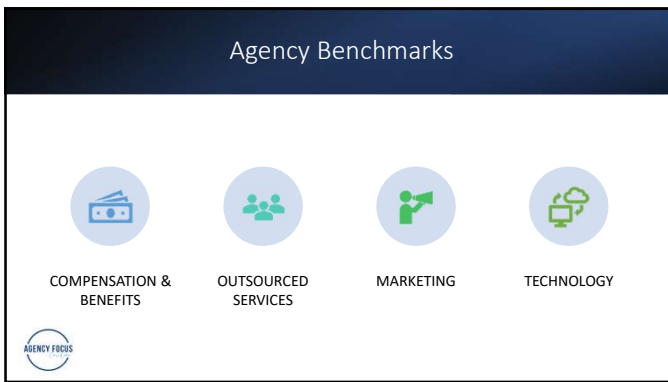 Agency Benchmarks
COMPENSATION &
BENEFITS
OUTSOURCED
SERVICES
MARKETING
TECHNOLOGY
AGENCY FOCUS